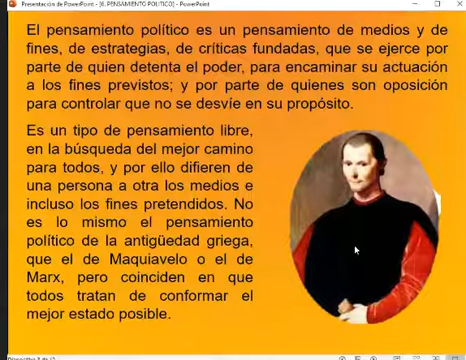 Presentación de PowerPoint - [6. PENSAMIENTO POLITICO] - PowerPoint
El pensamiento político es un pensamiento de medios y de
fines, de estrategias, de críticas fundadas, que se ejerce por
parte de quien detenta el poder, para encaminar su actuación
a los fines previstos; y por parte de quienes son oposición
para controlar que no se desvíe en su propósito.
Es un tipo de pensamiento libre,
en la búsqueda del mejor camino
para todos, y por ello difieren de
una persona a otra los medios e
incluso los fines pretendidos. No
es lo mismo el pensamiento
político de la antigüedad griega,
que el de Maquiavelo o el de
Marx, pero coinciden en que
todos tratan de conformar el
mejor estado posible.